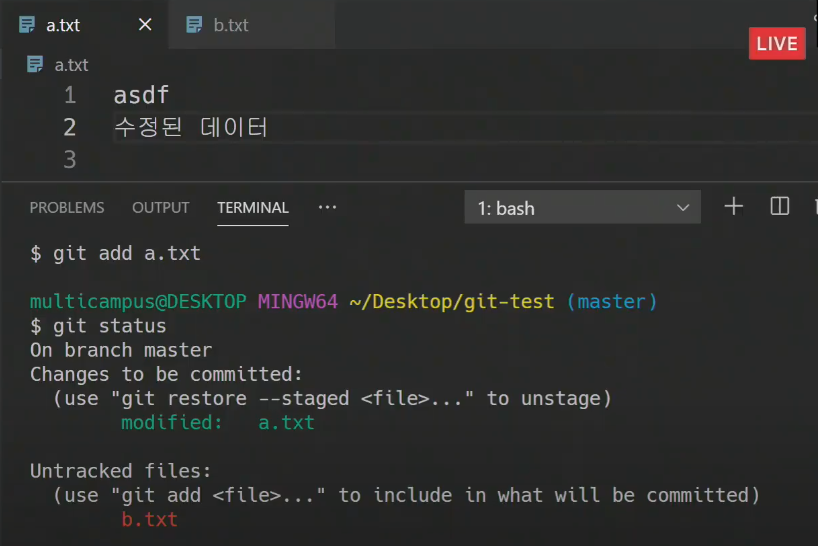 a.txt
b.txt
LIVE
a.txt
1 asdf
2 수정된 데이터
3
PROBLEMS OUTPUT TERMINAL ··· 1: bash
$ git add a.txt
multicampus@DESKTOP MINGW64 ~/Desktop/git-test (master)
$ git status
On branch master
Changes to be committed:
(use "git restore --staged <file>..." to unstage)
modified: a.txt
Untracked files:
(use "git add <file>..." to include in what will be committed)
b.txt